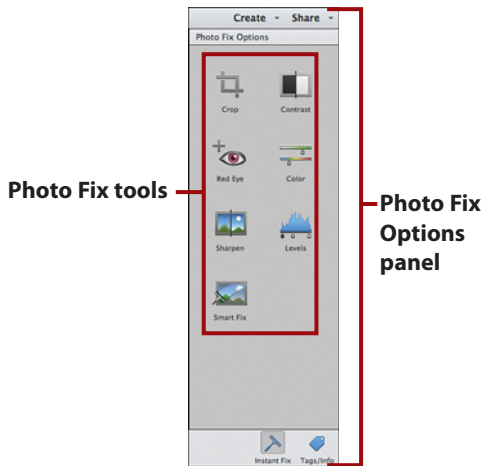 Create Share
Photo Fix Options
Crop Contrast
Red Eye Color
Photo Fix tools
Photo Fix
Options
panel
Sharpen Levels
Smart Fix
Instant Fix Tags/Info